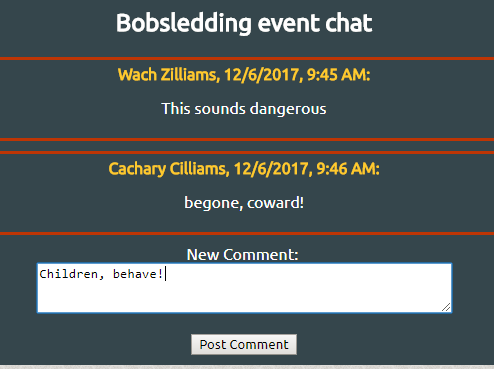 Bobsledding event chat
Wach Zilliams, 12/6/2017, 9:45 AM:
This sounds dangerous
Cachary Cilliams, 12/6/2017, 9:46 AM:
begone, coward!
New Comment:
Children, behave!
Post Comment